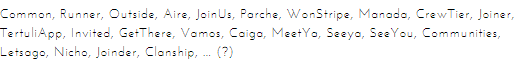 Common, Runner, Outside, Aire, JoinUs, Parche, WonStripe, Manada, CrewTier, Joiner,
TertuliApp, Invited, GetThere, Vamos, Caiga, MeetYa, Seeya, SeeYou, Communities,
Letsago, Nicho, Joinder, Clanship, ... (?)